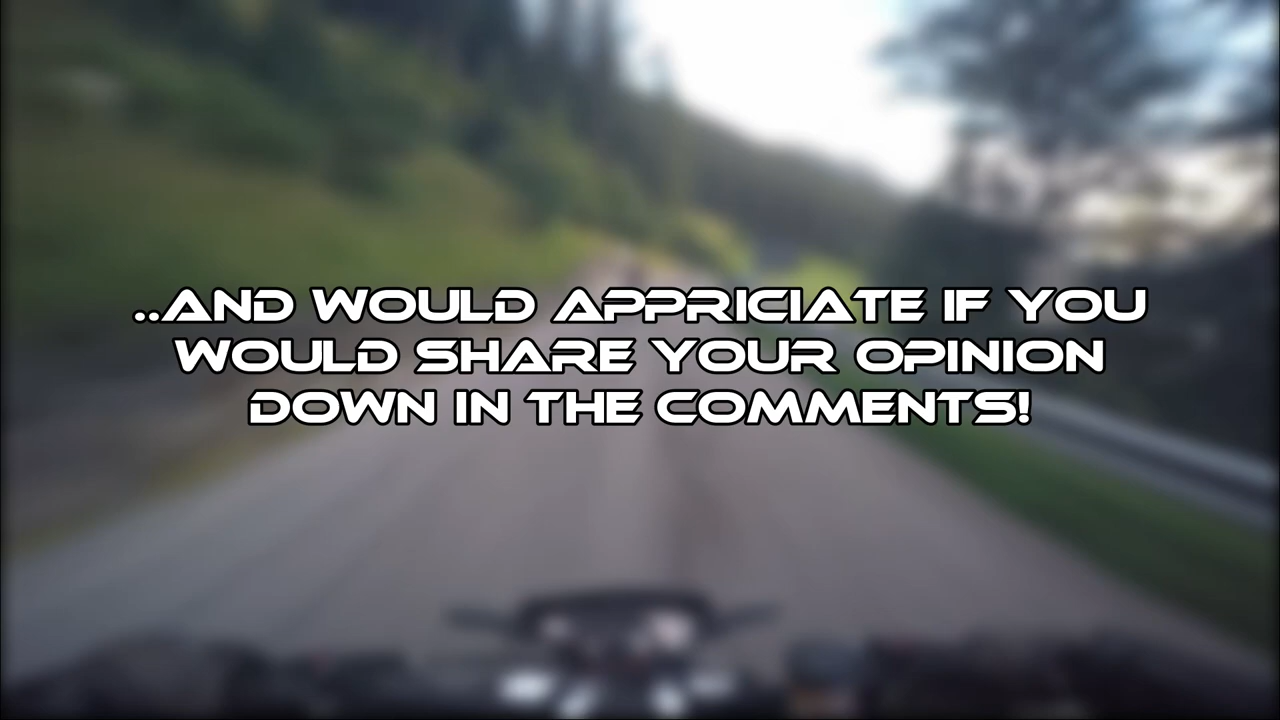 ..AND WOULD APPRICIATE IF YOU
WOULD SHARE YOUR OPINION
DOWN IN THE COMMENTS!